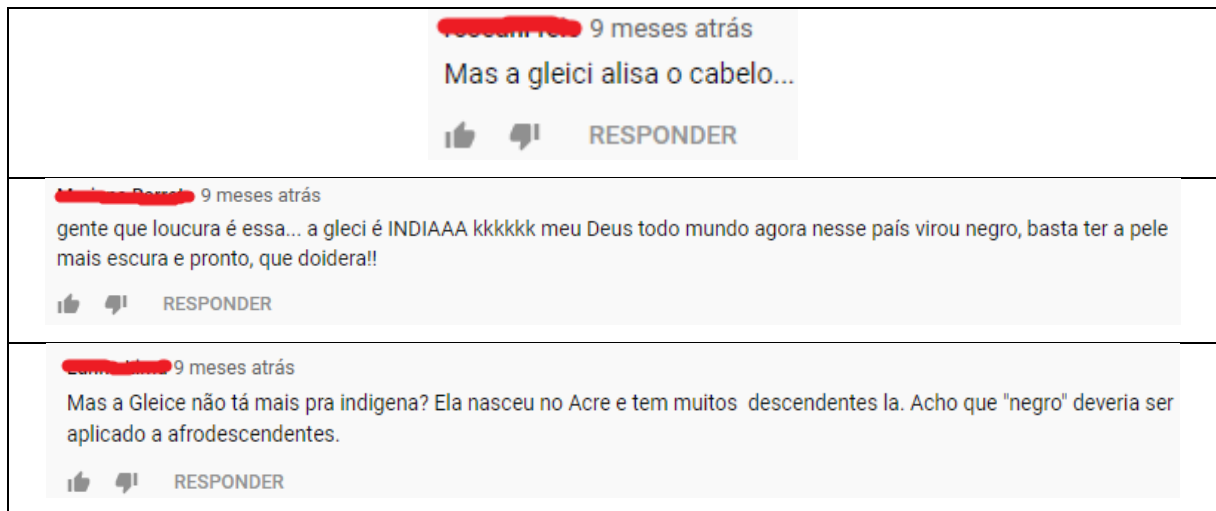 9 meses atrás
Mas a gleici alisa o cabelo...
RESPONDER
9 meses atrás
gente que loucura é essa... a gleci é INDIAAA kkkkkk meu Deus todo mundo agora nesse país virou negro, basta ter a pele
mais escura e pronto, que doidera!!
RESPONDER
9 meses atrás
Mas a Gleice não tá mais pra indigena? Ela nasceu no Acre e tem muitos descendentes la. Acho que "negro" deveria ser
aplicado a afrodescendentes.
RESPONDER